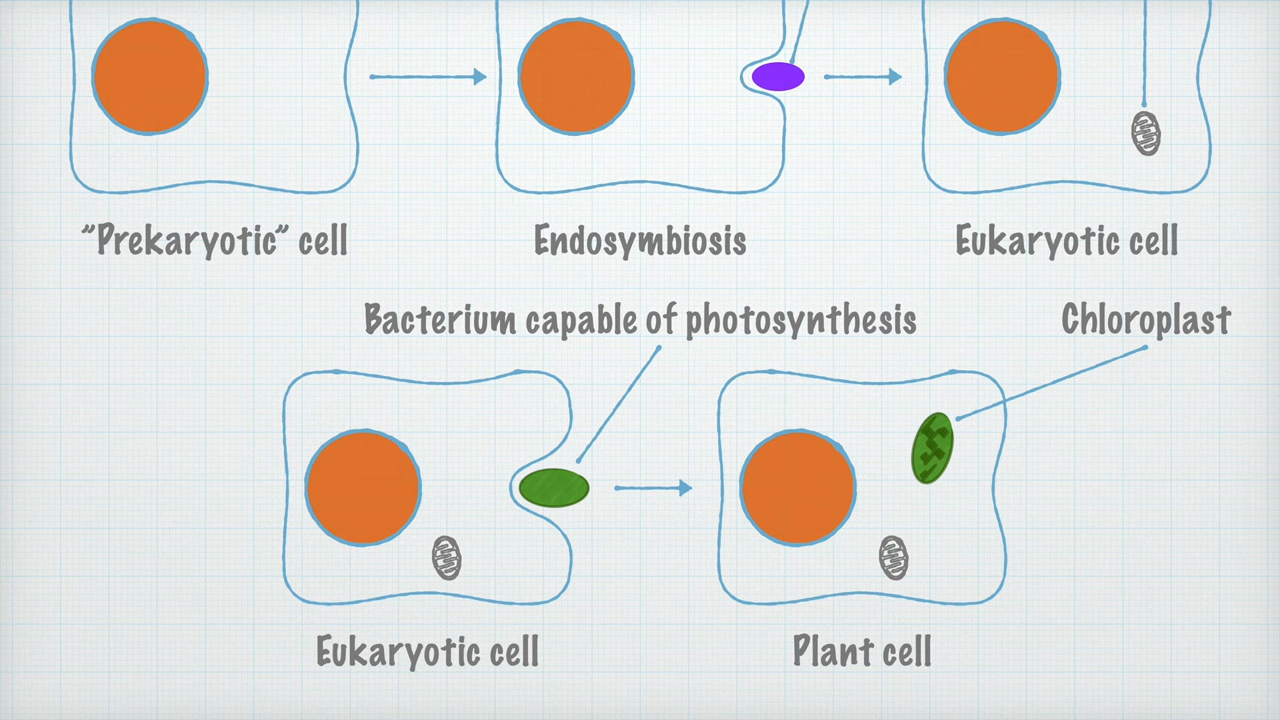 ”Prekaryotic” cell
Endosymbiosis
Eukaryotic cell
Bacterium capable of photosynthesis
Chloroplast
Eukaryotic cell
Plant cell